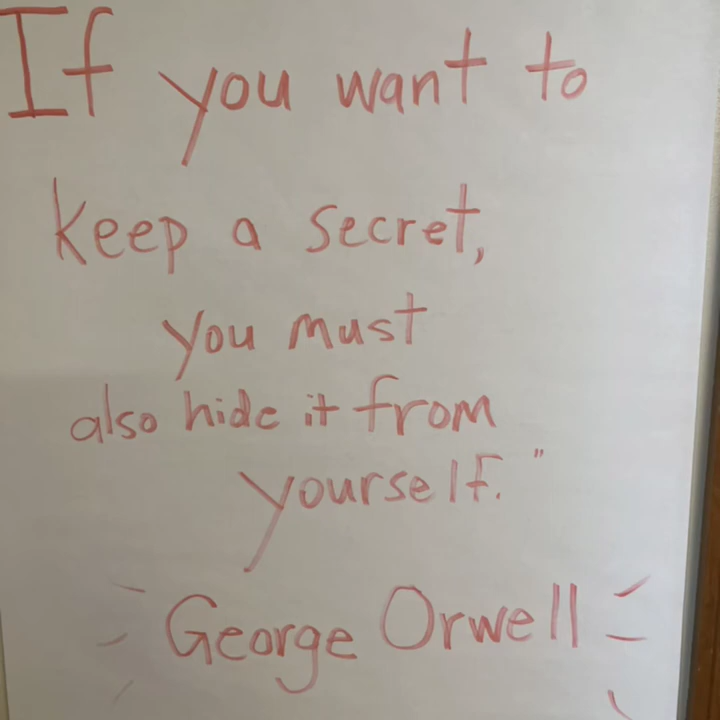 If you want to
keep a secret,
you must
also hide it from
yourself."
George Orwell